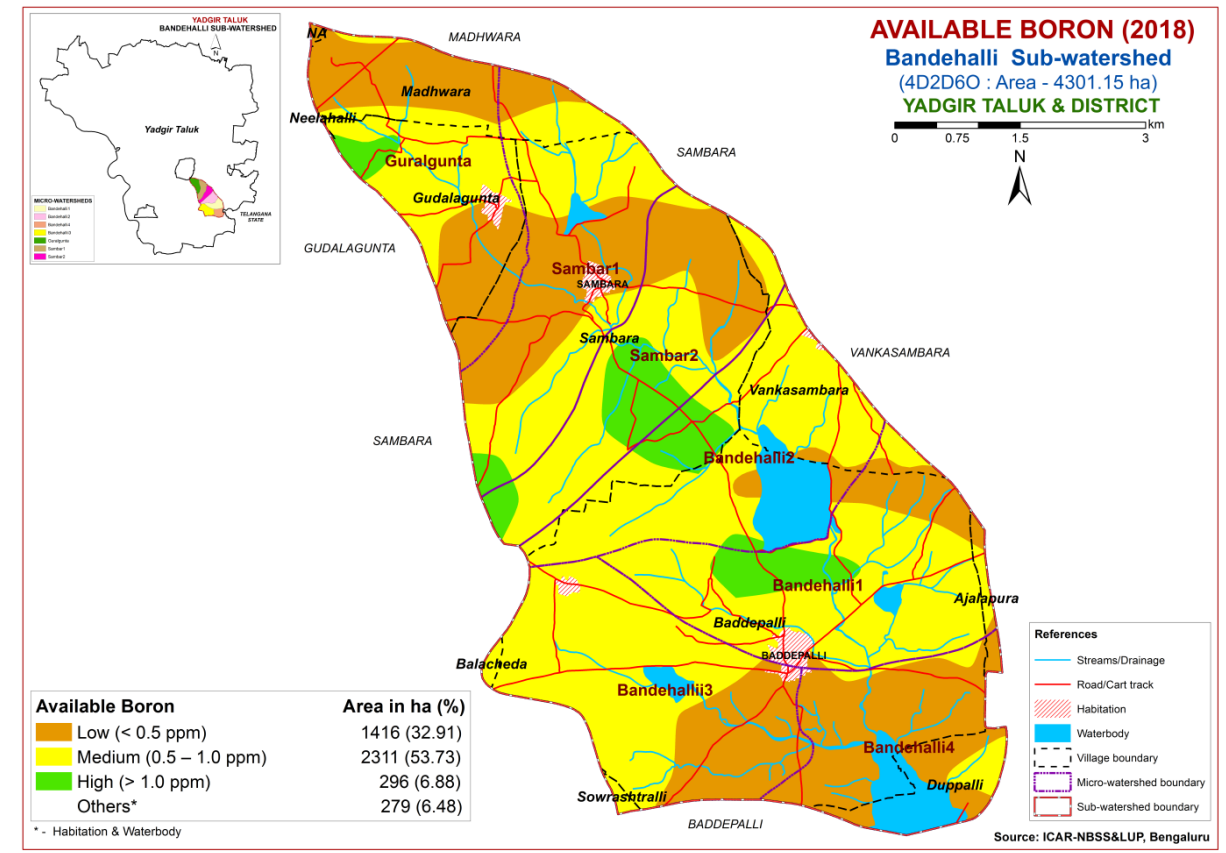 YADGIR TALUK
BANDEHALLI SUB-WATERSHED
N
Yadgir Taluk
TELANGANA
STATE
MICRO-WATERSHEDS
Bandehalli1
Bandehalli2
Bandehalli4
Bandehalli3
Guralgunta
Sambar1
Sambar2
AVAILABLE BORON (2018)
Bandehalli Sub-watershed
(4D2D6O : Area - 4301.15 ha)
YADGIR TALUK & DISTRICT
km
0 0.75 1.5 3
N
NA
MADHWARA
Madhwara
Neelahalli
Guralgunta
SAMBARA
Gudalagunta
GUDALAGUNTA
Sambar1
SAMBARA
Sambara
Sambar2
VANKASAMBARA
Vankasambara
SAMBARA
Bandehalli2
Bandehalli1
Ajalapura
Baddepalli
BADDEPALLI
Balacheda
Bandehallii3
Bandehalli4
Duppalli
Sowrashtralli
BADDEPALLI
Available Boron Area in ha (%)
Low (< 0.5 ppm) 1416 (32.91)
Medium (0.5 – 1.0 ppm) 2311 (53.73)
High (> 1.0 ppm) 296 (6.88)
Others* 279 (6.48)
* - Habitation & Waterbody
References
Streams/Drainage
Road/Cart track
Habitation
Waterbody
Village boundary
Micro-watershed boundary
Sub-watershed boundary
Source: ICAR-NBSS&LUP, Bengaluru